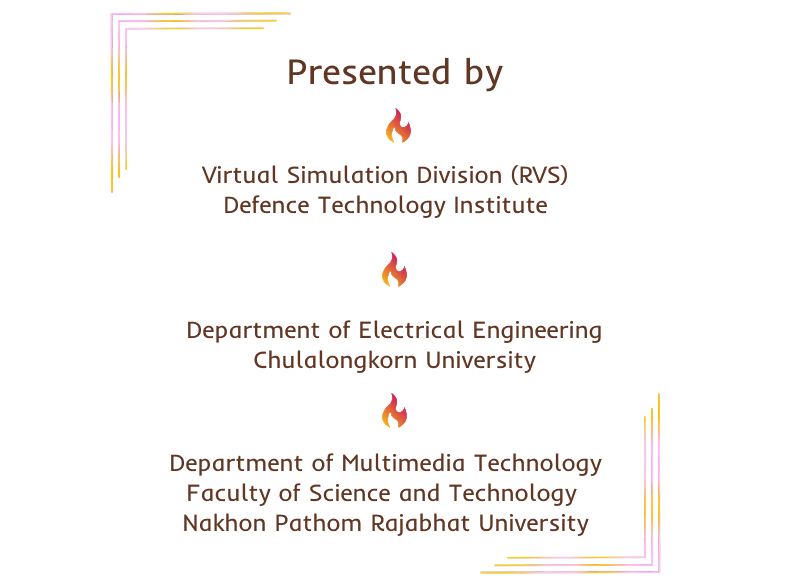 Presented by
Virtual Simulation Division (RVS)
Defence Technology Institute
Department of Electrical Engineering
Chulalongkorn University
Department of Multimedia Technology
Faculty of Science and Technology
Nakhon Pathom Rajabhat University